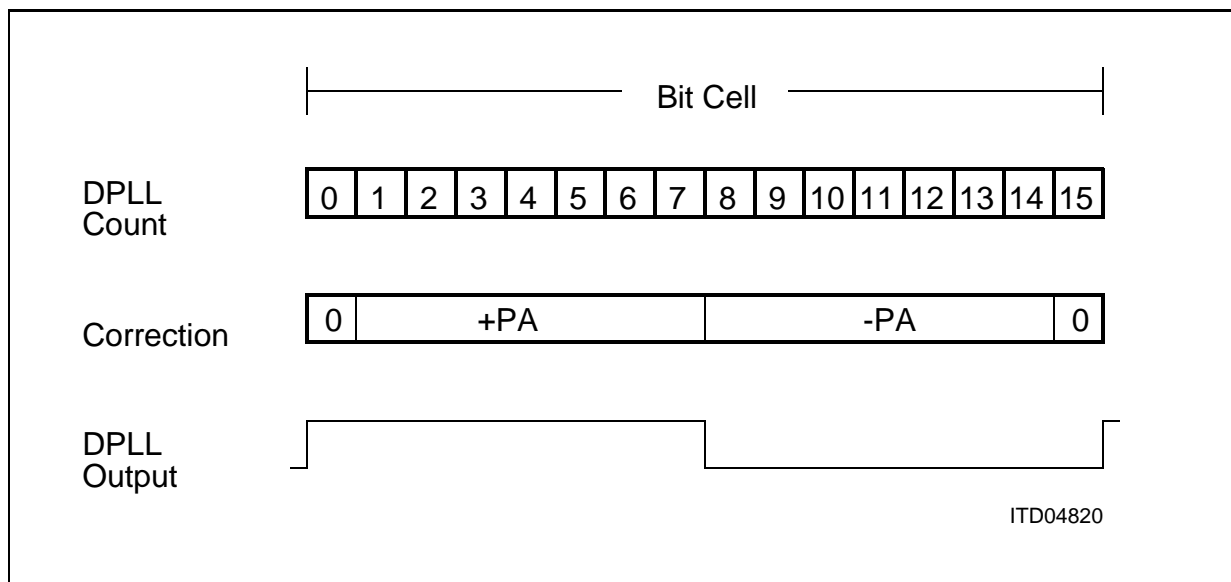 Bit Cell
DPLL
Count
0 1 2 3 4 5 6 7 8 9 10 11 12 13 14 15
Correction
0 +PA -PA 0
DPLL
Output
ITD04820